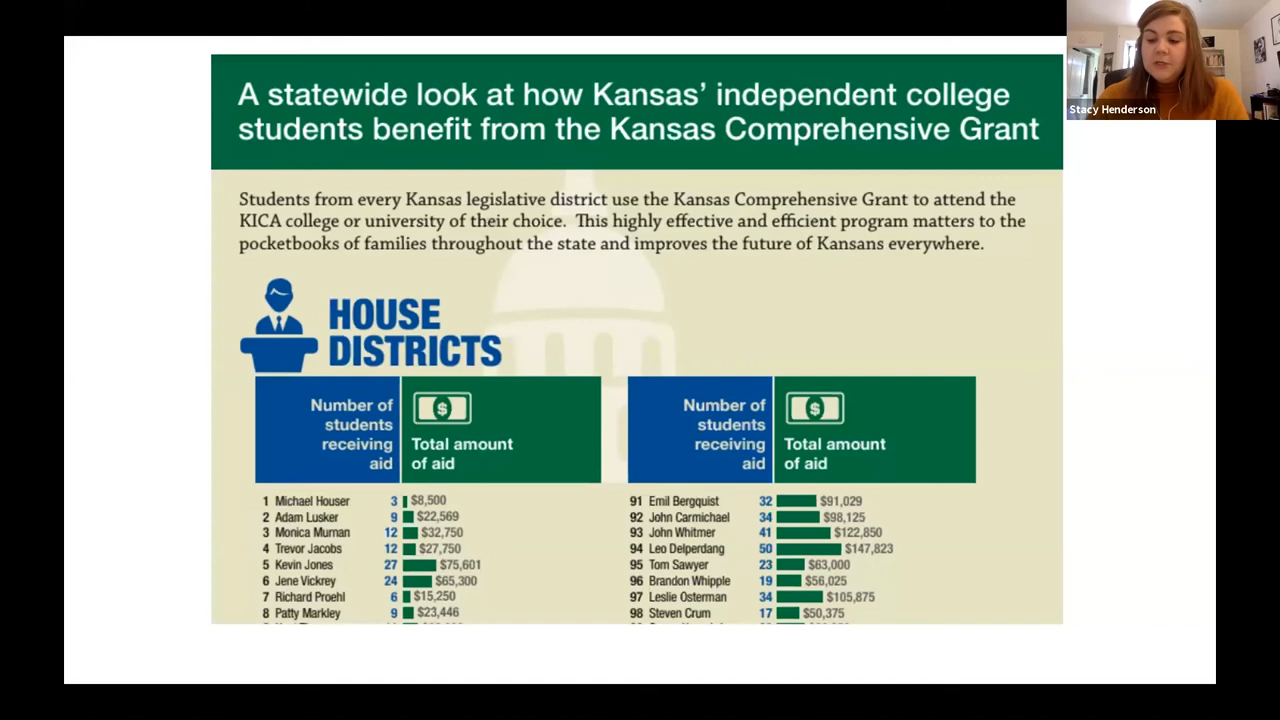 A statewide look at how Kansas' independent college
students benefit from the Kansas Comprehensive Grant
Stacy Henderson
Students from every Kansas legislative district use the Kansas Comprehensive Grant to attend the
KICA college or university of their choice. This highly effective and efficient program matters to the
pocketbooks of families throughout the state and improves the future of Kansans everywhere.
HOUSE
DISTRICTS
Number of
students
receiving
aid
$
Total amount
of aid
1 Michael Houser 3 $8,500
2 Adam Lusker 9 $22,569
3 Monica Murnan 12 $32,750
4 Trevor Jacobs 12 $27,750
5 Kevin Jones 27 $75,601
6 Jene Vickrey 24 $65,300
7 Richard Proehl 6 $15,250
8 Patty Markley 9 $23,446
Number of
students
receiving
aid
$
Total amount
of aid
91 Emil Bergquist 32 $91,029
92 John Carmichael 34 $98,125
93 John Whitmer 41 $122,850
94 Leo Delperdang 50 $147,823
95 Tom Sawyer 23 $63,000
96 Brandon Whipple 19 $56,025
97 Leslie Osterman 34 $105,875
98 Steven Crum 17 $50,375